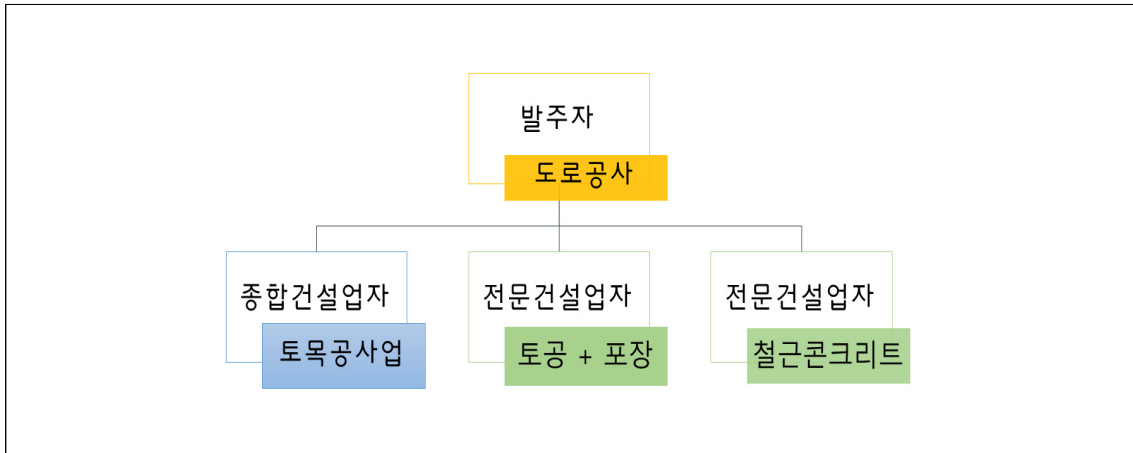 발주자
도로공사
종합건설업자
토목공사업
전문건설업자
토공 + 포장
전문건설업자
철근콘크리트